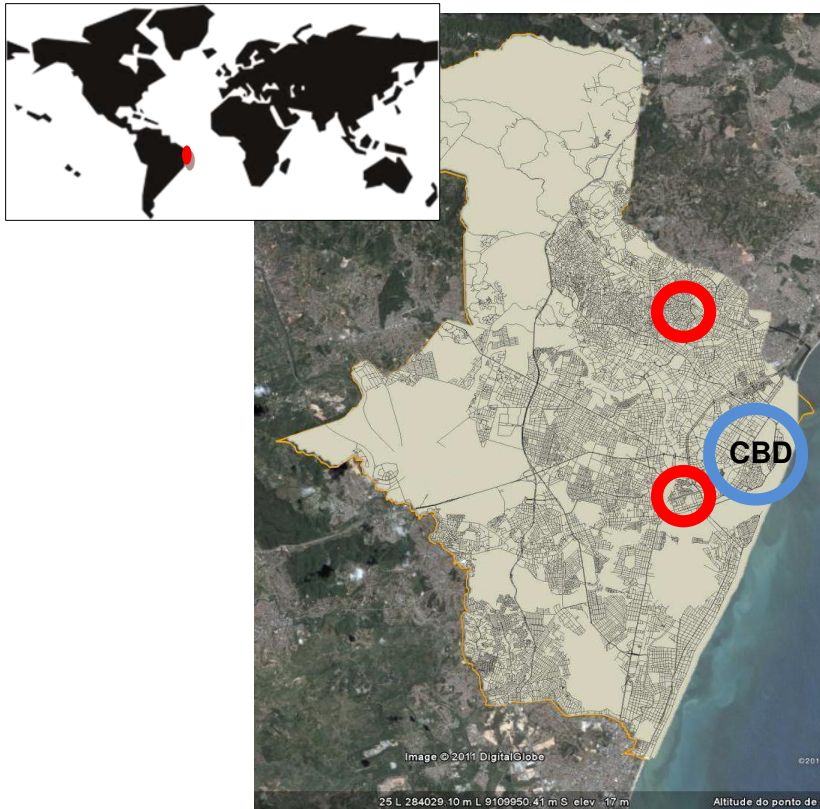 CBD
Image © 2011 DigitalGlobe
©201
25 L 284029.10 m L 9109950.41 m S elev 17 m Altitude do ponto de